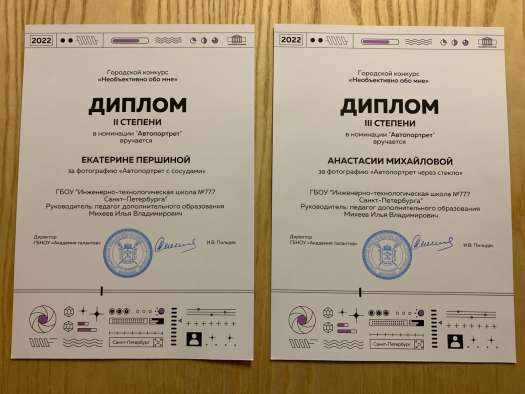 2022
Городской конкурс
«Необъективно обо мне»
ДИПЛОМ
II СТЕПЕНИ
в номинации "Автопортрет"
вручается
ЕКАТЕРИНЕ ПЕРШИНОЙ
за фотографию «Автопортрет с сосудами»
ГБОУ "Инженерно-технологическая школа №777
Санкт-Петербурга"
Руководитель: педагог дополнительного образования
Михеев Илья Владимирович
Директор
ГБНОУ «Академия талантов»
И.В. Пильдес
Санкт-Петербург
2022
Городской конкурс
«Необъективно обо мне»
ДИПЛОМ
III СТЕПЕНИ
в номинации "Автопортрет"
вручается
АНАСТАСИИ МИХАЙЛОВОЙ
за фотографию «Автопортрет через стекло»
ГБОУ "Инженерно-технологическая школа №777
Санкт-Петербурга"
Руководитель: педагог дополнительного образования
Михеев Илья Владимирович
Директор
ГБНОУ «Академия талантов»
И.В. Пильдес
Санкт-Петербург